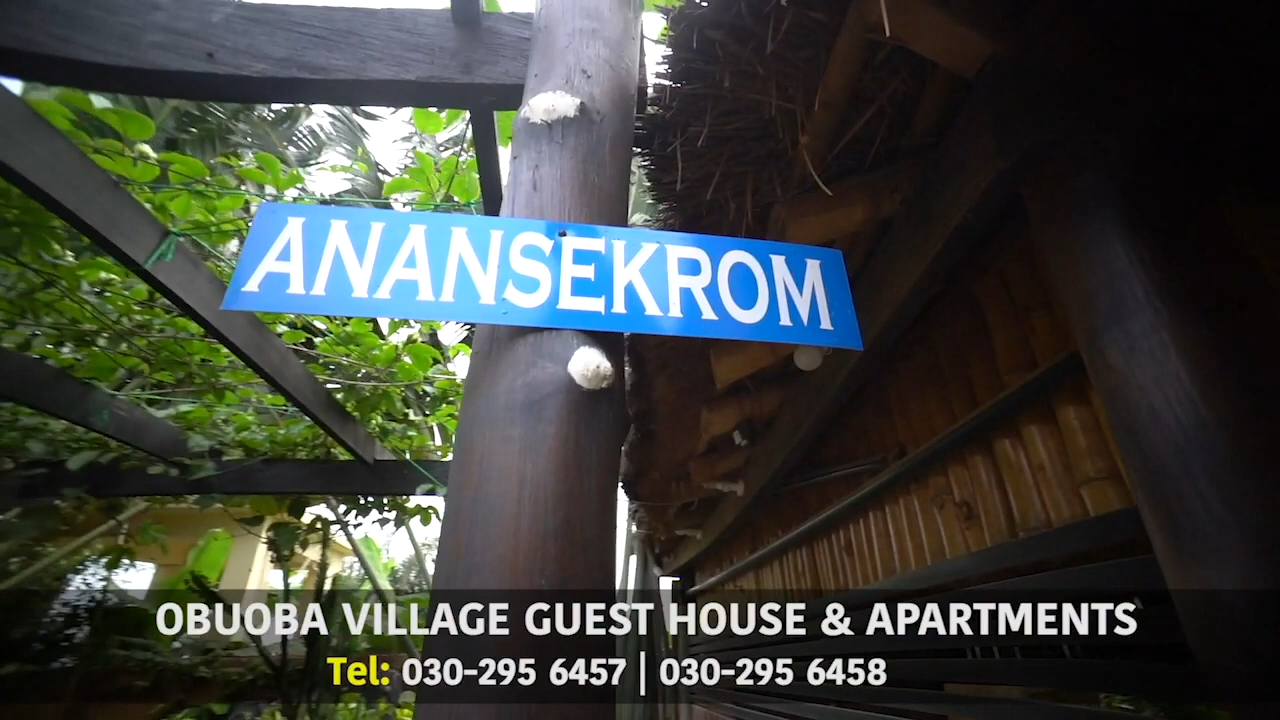 ANANSEKROM
OBUOBA VILLAGE GUEST HOUSE & APARTMENTS
Tel: 030-295 6457 | 030-295 6458